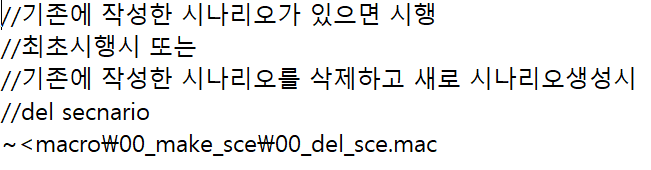 //기존에 작성한 시나리오가 있으면 시행
//최초시행시 또는
//기존에 작성한 시나리오를 삭제하고 새로 시나리오생성시
//del secnario
~<macro₩00_make_sce₩00_del_sce.mac